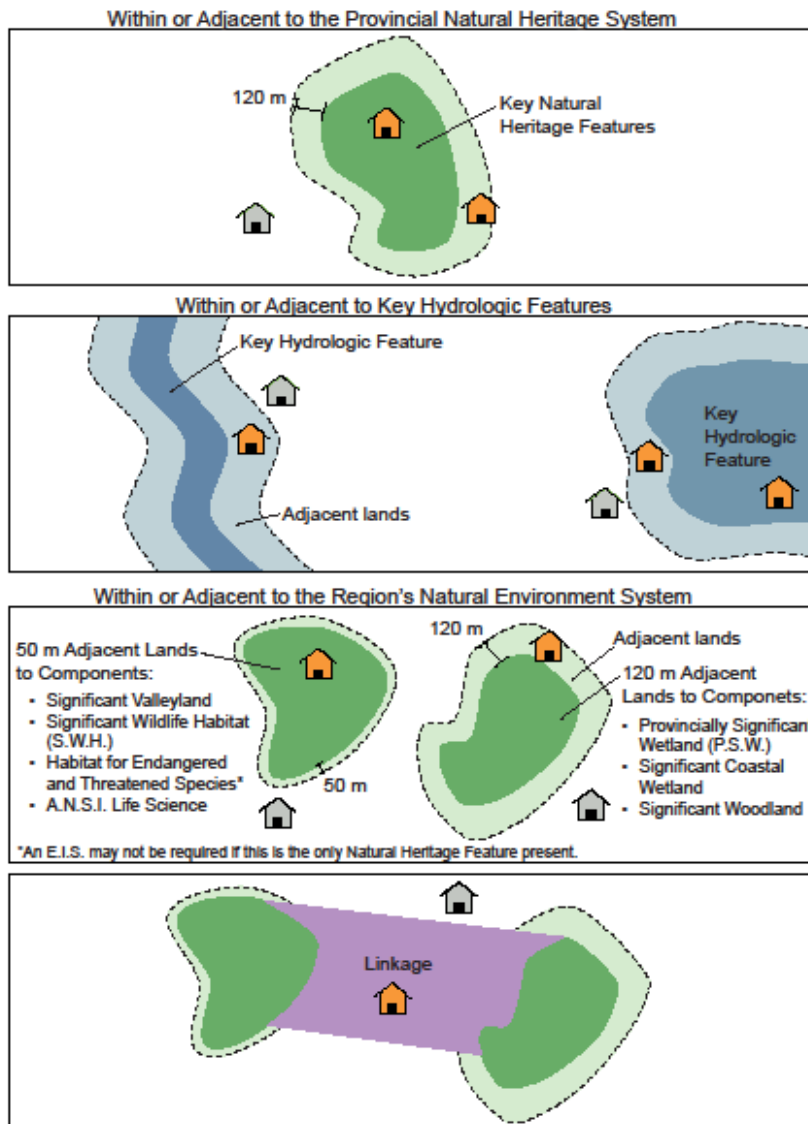 Within or Adjacent to the Provincial Natural Heritage System
120 m
Key Natural
Heritage Features
Within or Adjacent to Key Hydrologic Features
Key Hydrologic Feature
Adjacent lands
Key
Hydrologic
Feature
Within or Adjacent to the Region's Natural Environment System
50 m Adjacent Lands
to Components:
• Significant Valleyland
• Significant Wildlife Habitat
(S.W.H.)
• Habitat for Endangered
and Threatened Species*
• A.N.S.I. Life Science
50 m
120 m
Adjacent lands
120 m Adjacent
Lands to Componets:
• Provincially Significan
Wetland (P.S.W.)
• Significant Coastal
Wetland
• Significant Woodland
*An E.I.S. may not be required if this is the only Natural Heritage Feature present.
Linkage